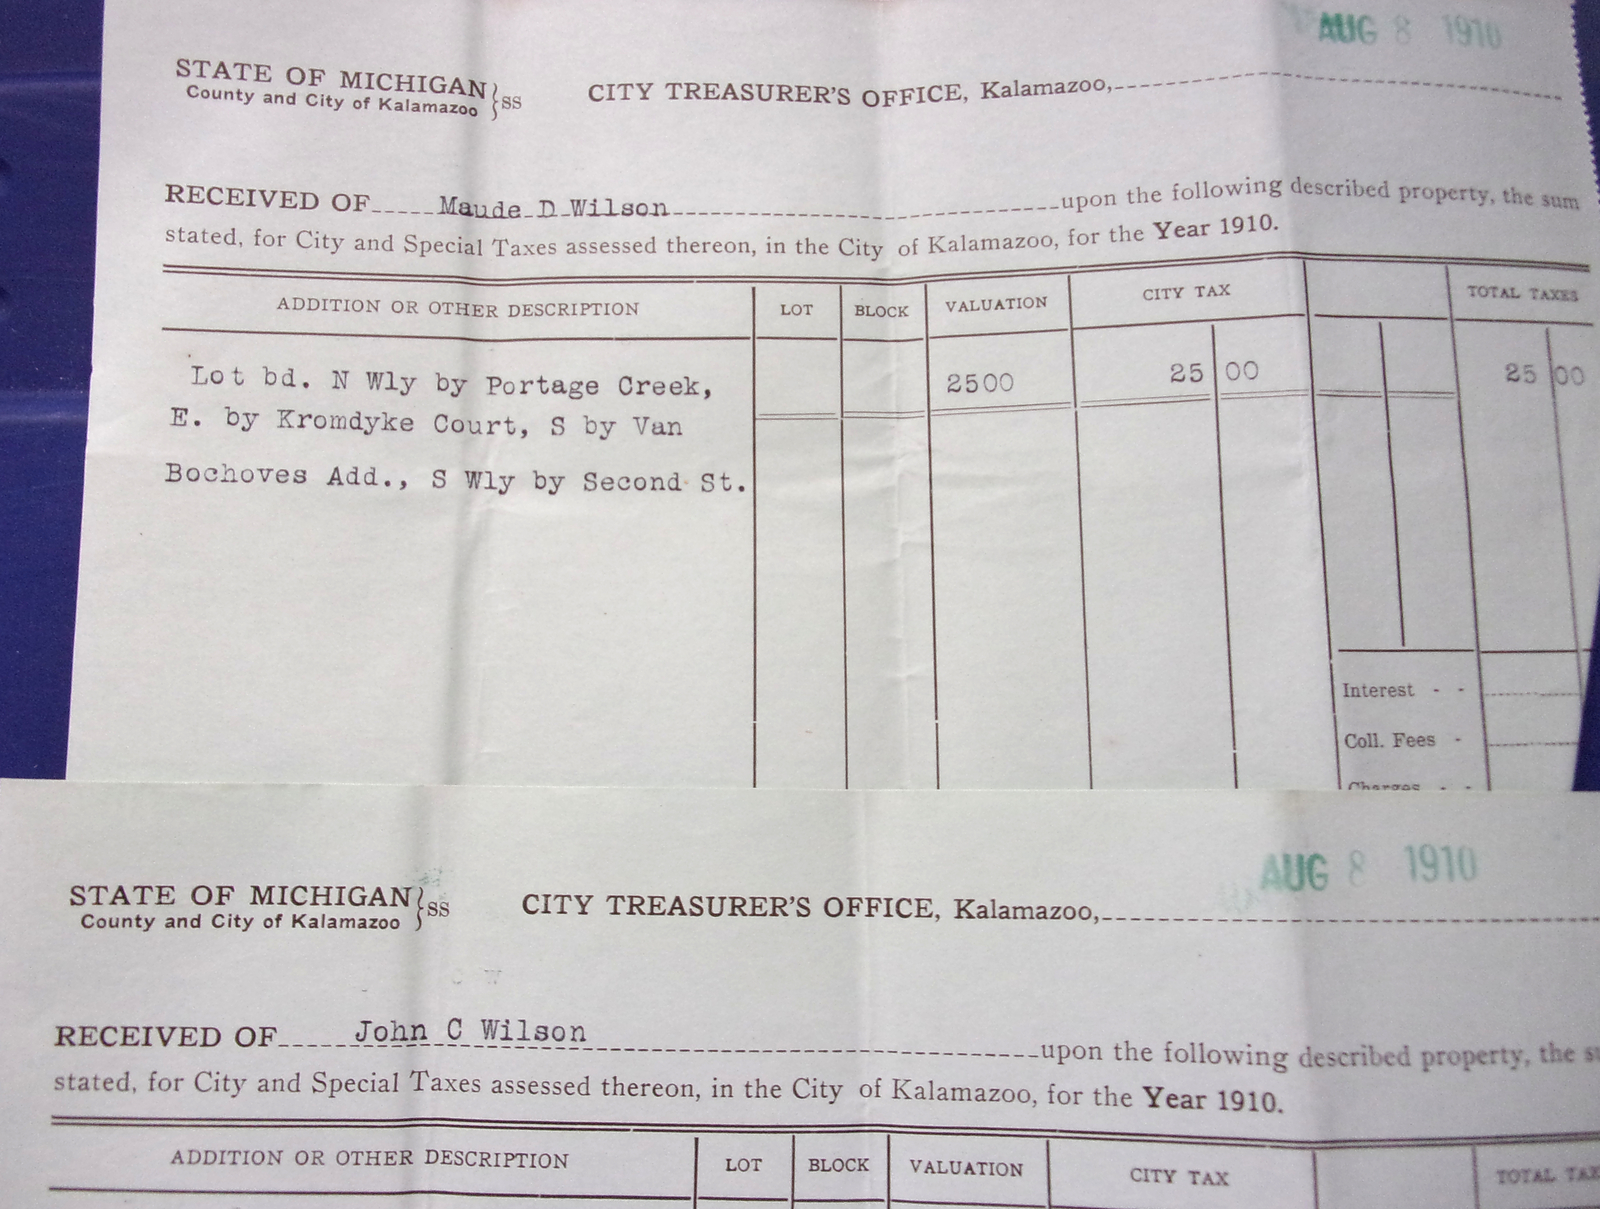 AUG 8 1910
STATE OF MICHIGAN
County and City of Kalamazoo } SS
CITY TREASURER'S OFFICE, Kalamazoo,
RECEIVED OF Maude D Wilson upon the following described property, the sum
stated, for City and Special Taxes assessed thereon, in the City of Kalamazoo, for the Year 1910.
ADDITION OR OTHER DESCRIPTION LOT BLOCK VALUATION CITY TAX TOTAL TAXES
Lot bd. N Wly by Portage Creek, 2500 25 00 25 00
E. by Kromdyke Court, S by Van
Bochoves Add., S Wly by Second St.
Interest - -
Coll. Fees -
Charges - -
AUG 8 1910
STATE OF MICHIGAN
County and City of Kalamazoo } SS
CITY TREASURER'S OFFICE, Kalamazoo,
RECEIVED OF John C Wilson upon the following described property, the
stated, for City and Special Taxes assessed thereon, in the City of Kalamazoo, for the Year 1910.
ADDITION OR OTHER DESCRIPTION LOT BLOCK VALUATION CITY TAX TOTAL